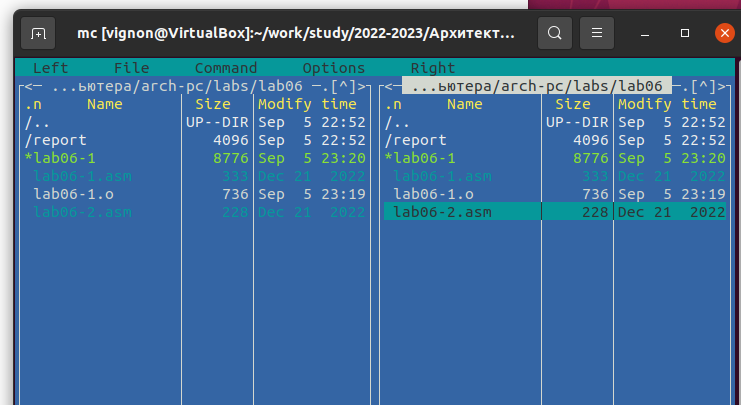 mc [vignon@VirtualBox]:~/work/study/2022-2023/Архитект...
Left File Command Options Right
<─ ...ьютера/arch-pc/labs/lab06 ─.[^]> <─ ...ьютера/arch-pc/labs/lab06 ─.[^]>
.n Name Size Modify time .n Name Size Modify time
/.. UP--DIR Sep 5 22:52 /.. UP--DIR Sep 5 22:52
/report 4096 Sep 5 22:52 /report 4096 Sep 5 22:52
*lab06-1 8776 Sep 5 23:20 *lab06-1 8776 Sep 5 23:20
lab06-1.asm 333 Dec 21 2022 lab06-1.asm 333 Dec 21 2022
lab06-1.o 736 Sep 5 23:19 lab06-1.o 736 Sep 5 23:19
lab06-2.asm 228 Dec 21 2022 lab06-2.asm 228 Dec 21 2022